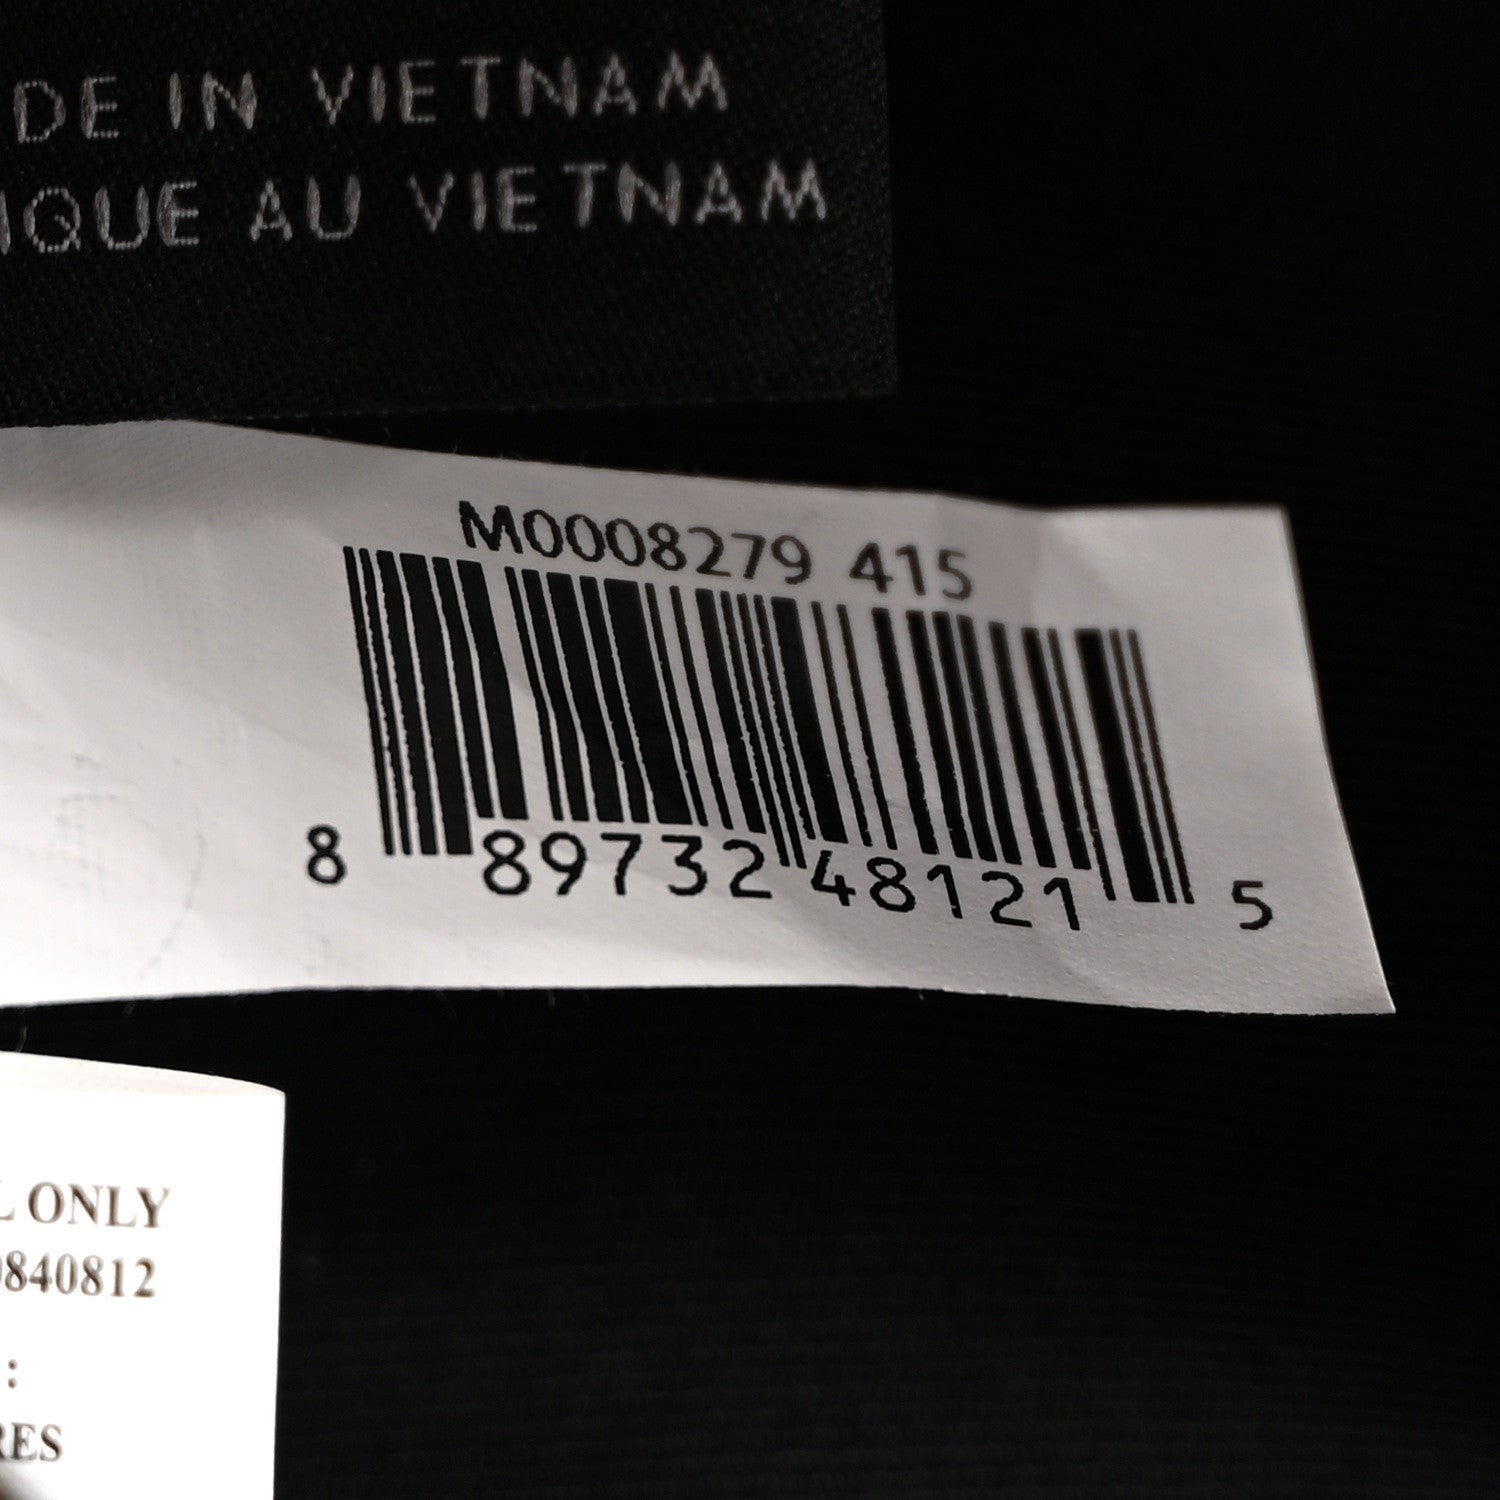 DE IN VIETNAM
IQUE AU VIETNAM
M0008279 415
8 89732 48121 5
L ONLY
0840812
:
RES